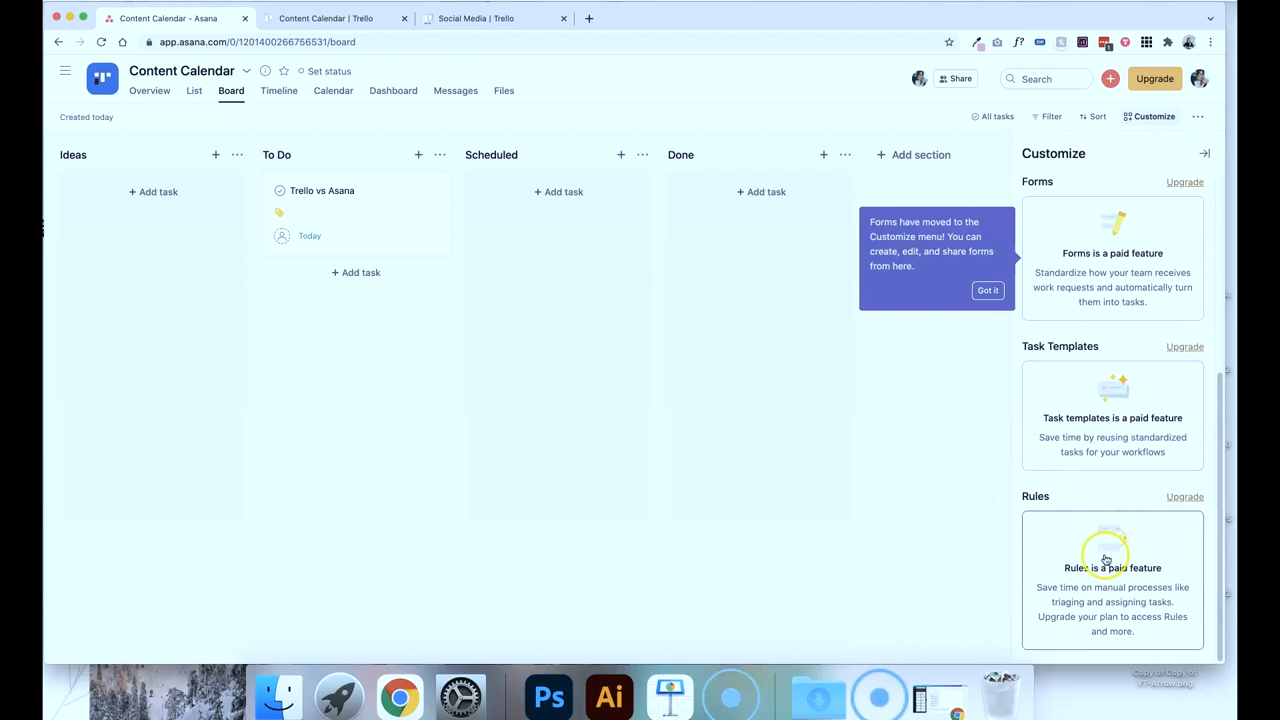 Content Calendar - Asana
Content Calendar | Trello
Social Media | Trello
app.asana.com/0/1201400266756531/board
Content Calendar
Set status
Share
Search
Upgrade
Overview
List
Board
Timeline
Calendar
Dashboard
Messages
Files
Created today
All tasks
Filter
Sort
Customize
Ideas
To Do
Scheduled
Done
+ Add section
+ Add task
Trello vs Asana
Today
+ Add task
+ Add task
+ Add task
Forms have moved to the
Customize menu! You can
create, edit, and share forms
from here.
Got it
Customize
Forms
Upgrade
Forms is a paid feature
Standardize how your team receives
work requests and automatically turn
them into tasks.
Task Templates
Upgrade
Task templates is a paid feature
Save time by reusing standardized
tasks for your workflows
Rules
Upgrade
Rules is a paid feature
Save time on manual processes like
triaging and assigning tasks.
Upgrade your plan to access Rules
and more.
Ps
Ai
Copy of Copy of
YT-Arrow.png